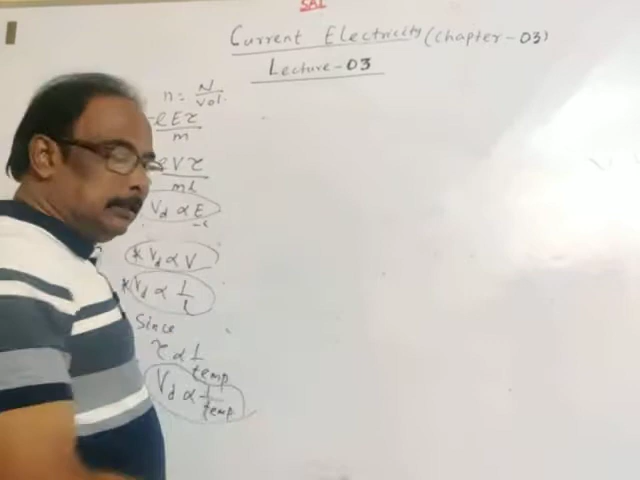 SAI
Current Electricity (Chapter-03)
Lecture-03
n = N/Vol.
eEτ/m
eVτ/ml
Vd ∝ E
* Vd ∝ V
* Vd ∝ 1/l
Since
τ ∝ 1/temp
Vd ∝ 1/temp